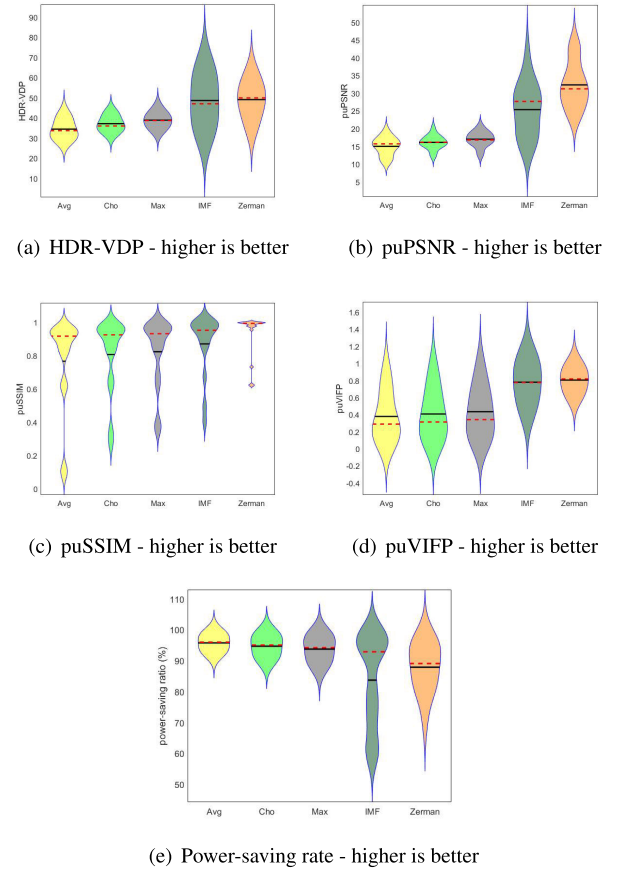 90
80
70
60
50
40
30
20
10
HDR-VDP
Avg Cho Max IMF Zerman
(a) HDR-VDP - higher is better
50
45
40
35
30
25
20
15
10
5
puPSNR
Avg Cho Max IMF Zerman
(b) puPSNR - higher is better
1
0.8
0.6
0.4
0.2
0
puSSIM
Avg Cho Max IMF Zerman
(c) puSSIM - higher is better
1.6
1.4
1.2
1
0.8
0.6
0.4
0.2
0
-0.2
-0.4
puVIFP
Avg Cho Max IMF Zerman
(d) puVIFP - higher is better
110
100
90
80
70
60
50
power-saving ratio (%)
Avg Cho Max IMF Zerman
(e) Power-saving rate - higher is better